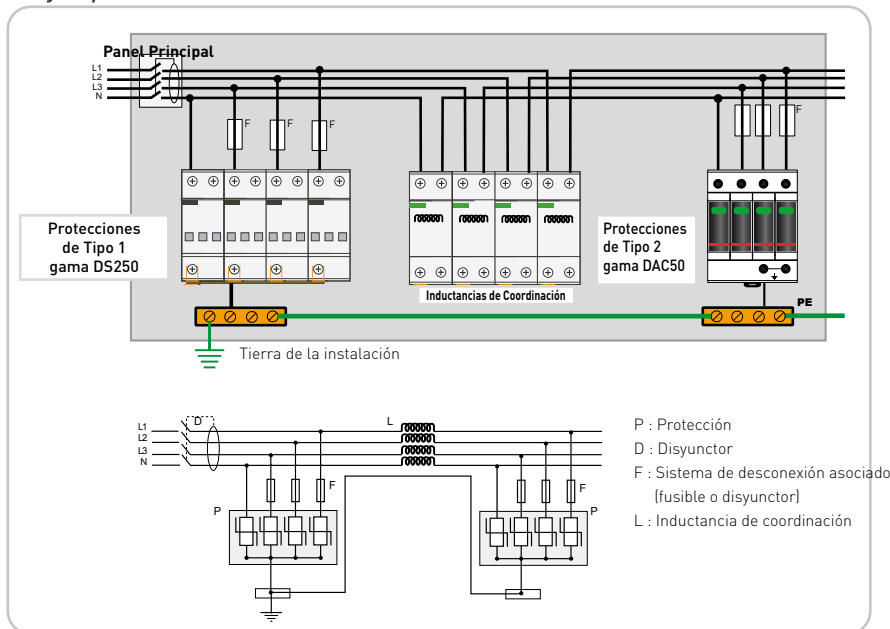 Panel Principal
L1
L2
L3
N
F
F
F
F
Protecciones
de Tipo 1
gama DS250
Protecciones
de Tipo 2
gama DAC50
Inductancias de Coordinación
PE
Tierra de la instalación
L1
L2
L3
N
D
L
F
F
P
P
P : Protección
D : Disyunctor
F : Sistema de desconexión asociado
(fusible o disyunctor)
L : Inductancia de coordinación